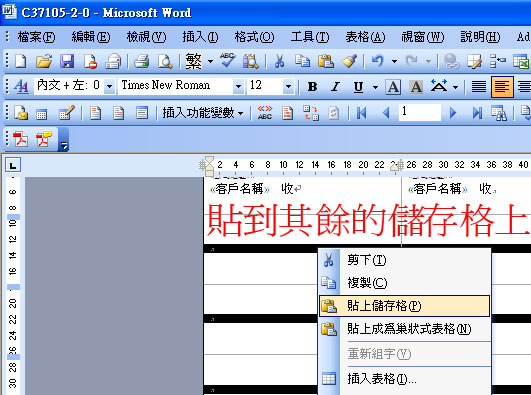 C37105-2-0 - Microsoft Word
檔案(F) 編輯(E) 檢視(V) 插入(I) 格式(O) 工具(T) 表格(A) 視窗(W) 說明(H) Ad
繁 ABC
內文 + 左: 0 Times New Roman 12 B I U A A
插入功能變數 ABC 1
L 2 4 6 8 10 12 14 16 18 20 22 24 26 28 30 32 34 36 38 40
«客戶名稱» 收 «客戶名稱» 收
貼到其餘的儲存格上
剪下(T)
複製(C)
貼上儲存格(P)
貼上成為巢狀式表格(N)
重新組字(V)
插入表格(I)...
6
8
10
12
14
16
22
20
24
26
28
30